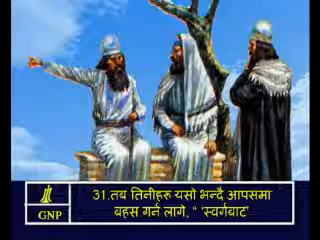 31.तब तिनीहरू यसो भन्दै आपसमा
बहस गर्न लागे, “ ‘स्वर्गबाट’
GNP